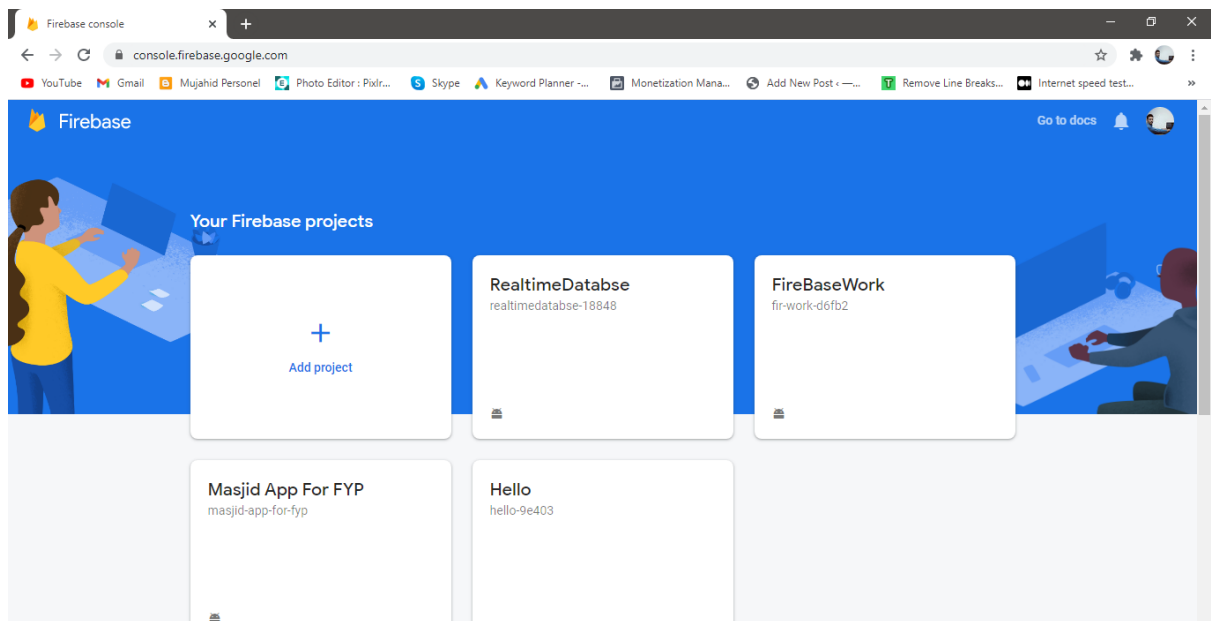 Firebase console
console.firebase.google.com
YouTube Gmail Mujahid Personel Photo Editor : Pixlr... Skype Keyword Planner -... Monetization Mana... Add New Post ‹ —... Remove Line Breaks... Internet speed test... »
Firebase Go to docs
Your Firebase projects
Add project
RealtimeDatabse
realtimedatabse-18848
FireBaseWork
fir-work-d6fb2
Masjid App For FYP
masjid-app-for-fyp
Hello
hello-9e403